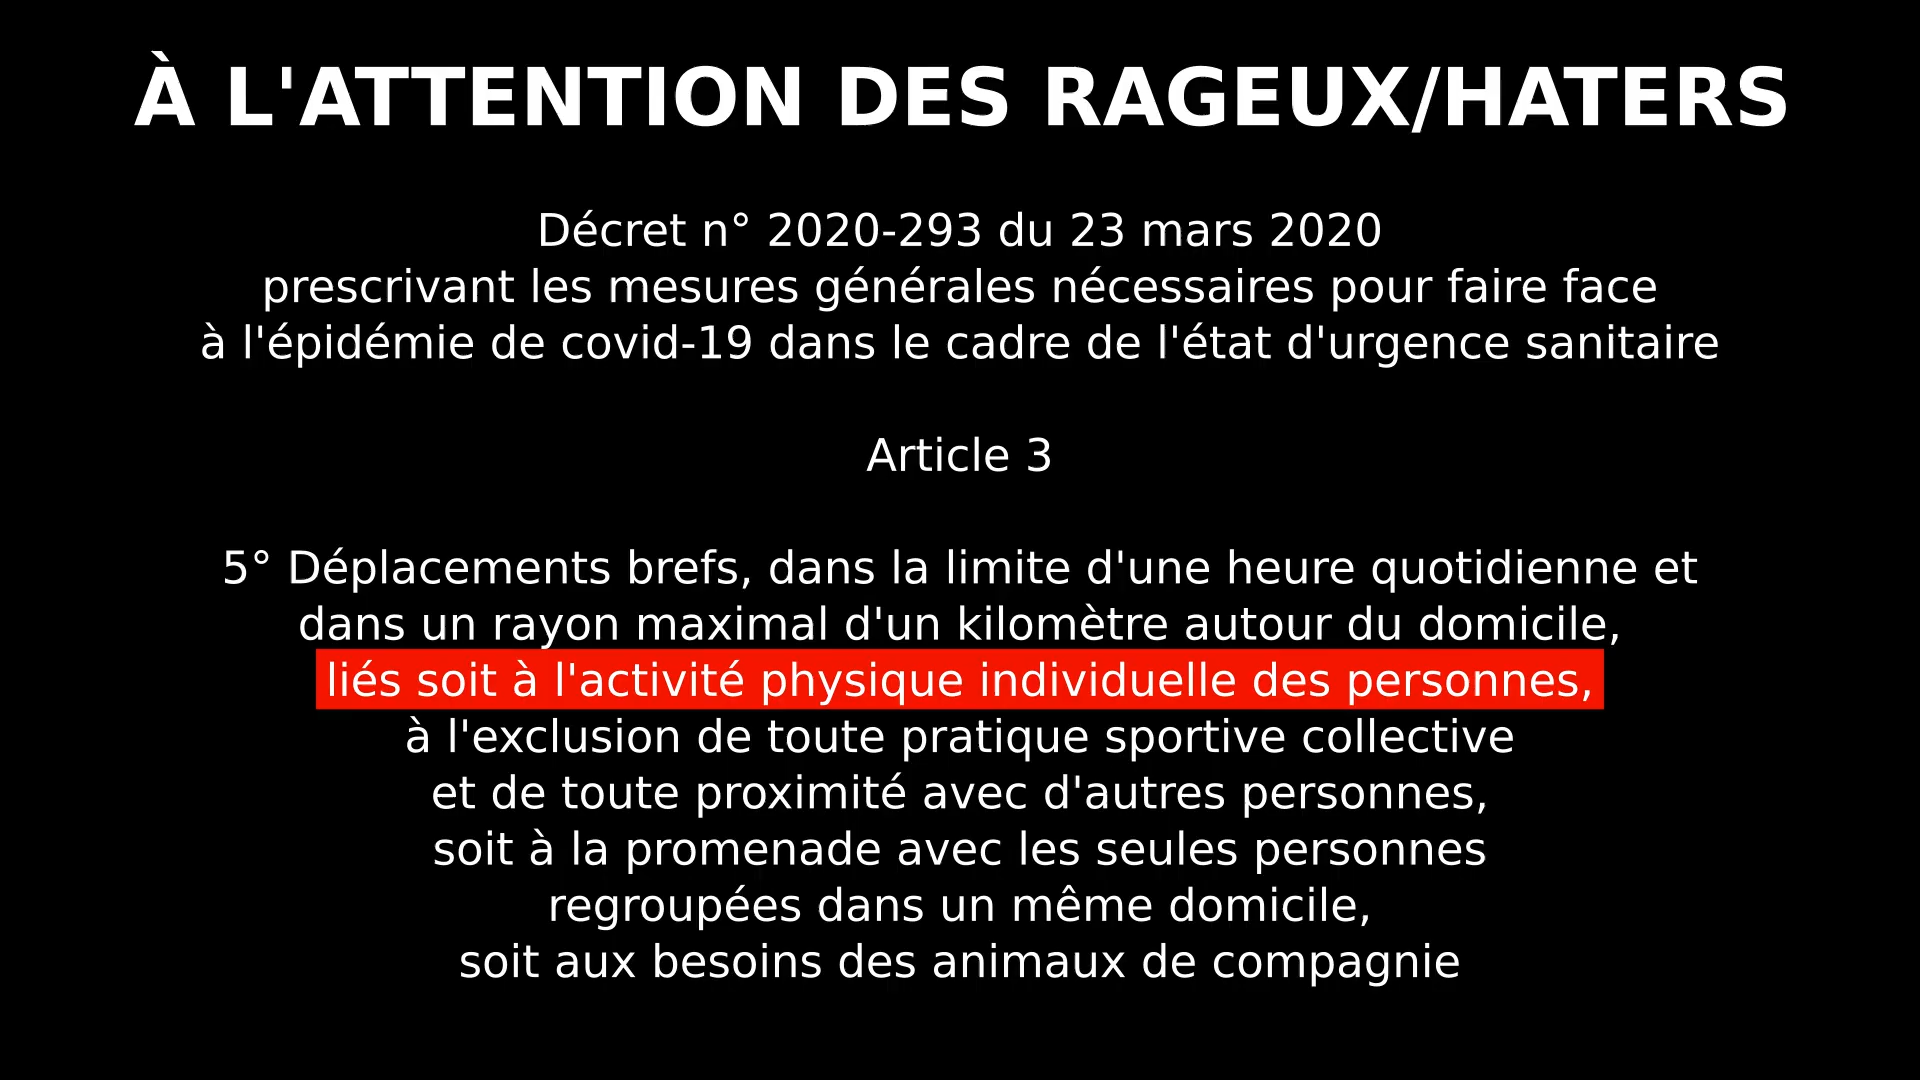 À L'ATTENTION DES RAGEUX/HATERS
Décret n° 2020-293 du 23 mars 2020
prescrivant les mesures générales nécessaires pour faire face
à l'épidémie de covid-19 dans le cadre de l'état d'urgence sanitaire
Article 3
5° Déplacements brefs, dans la limite d'une heure quotidienne et
dans un rayon maximal d'un kilomètre autour du domicile,
liés soit à l'activité physique individuelle des personnes,
à l'exclusion de toute pratique sportive collective
et de toute proximité avec d'autres personnes,
soit à la promenade avec les seules personnes
regroupées dans un même domicile,
soit aux besoins des animaux de compagnie